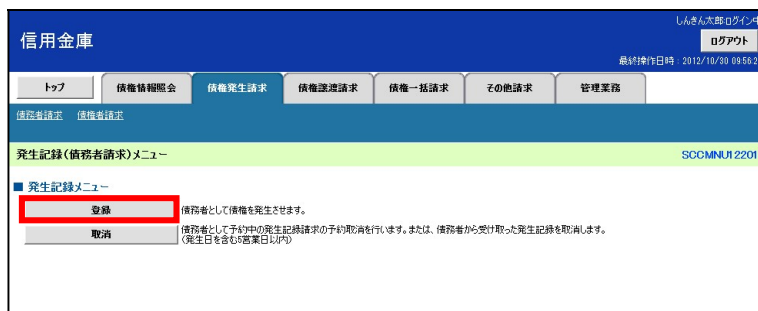 しんきん太郎ログイン中
信用金庫
ログアウト
最終操作日時：2012/10/30 09:56:2
トップ 債権情報照会 債権発生請求 債権譲渡請求 債権一括請求 その他請求 管理業務
債務者請求 債権者請求
発生記録（債務者請求）メニュー SCCMNU12201
■ 発生記録メニュー
登録 債務者として債権を発生させます。
取消 債務者として予約中の発生記録請求の予約取消を行います。または、債務者から受け取った発生記録を取消します。
（発生日を含む5営業日以内）